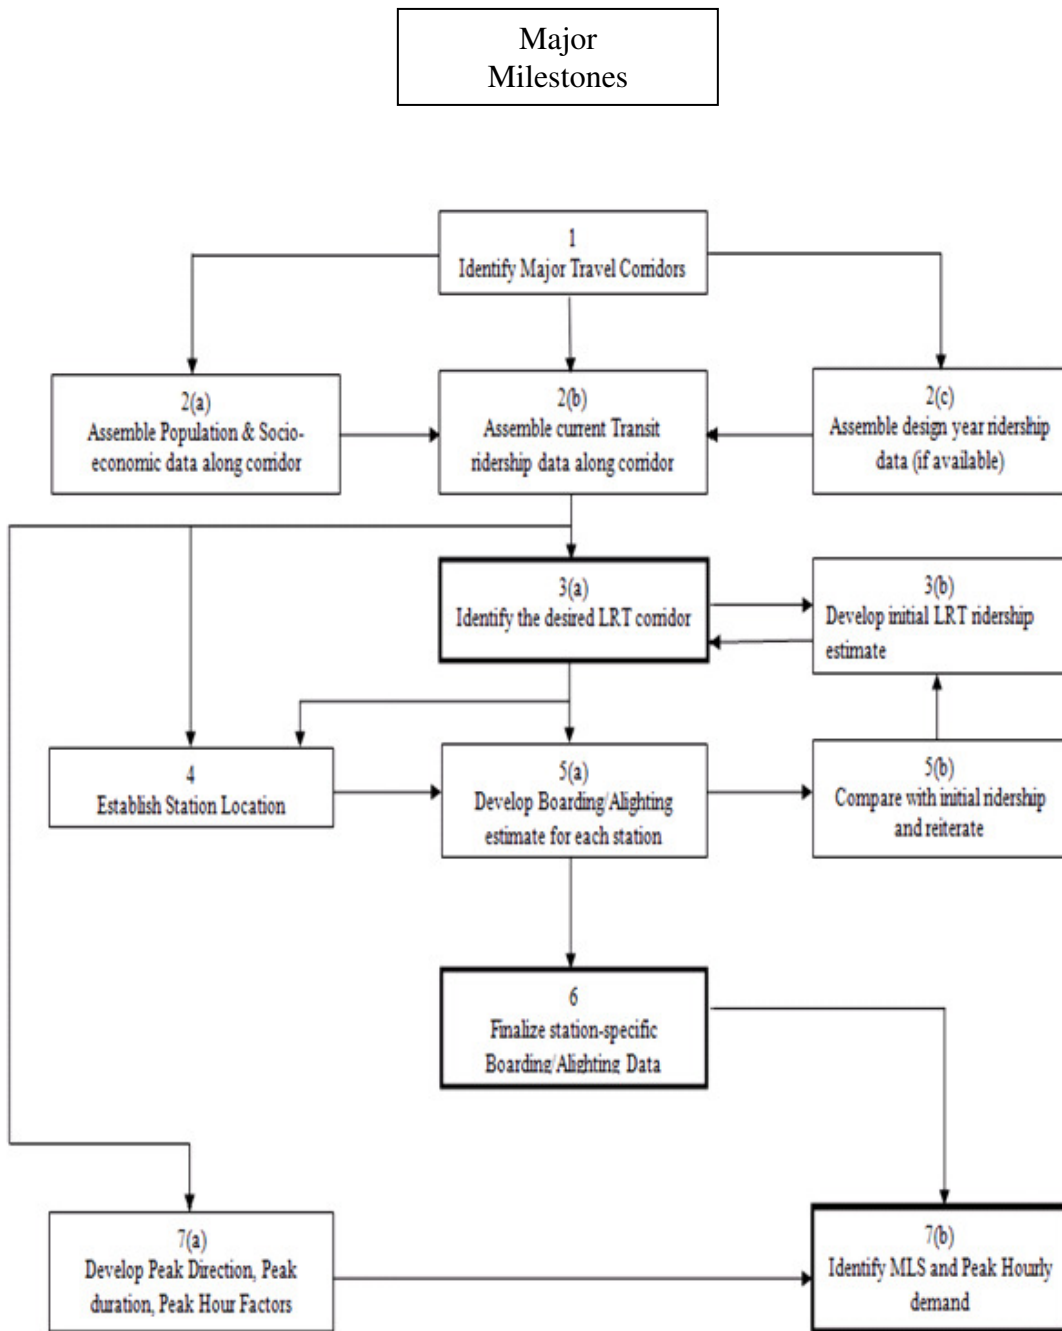 Major
Milestones
1
Identify Major Travel Corridors
2(a)
Assemble Population & Socio-
economic data along corridor
2(b)
Assemble current Transit
ridership data along corridor
2(c)
Assemble design year ridership
data (if available)
3(a)
Identify the desired LRT corridor
3(b)
Develop initial LRT ridership
estimate
4
Establish Station Location
5(a)
Develop Boarding/Alighting
estimate for each station
5(b)
Compare with initial ridership
and reiterate
6
Finalize station-specific
Boarding/Alighting Data
7(a)
Develop Peak Direction, Peak
duration, Peak Hour Factors
7(b)
Identify MLS and Peak Hourly
demand